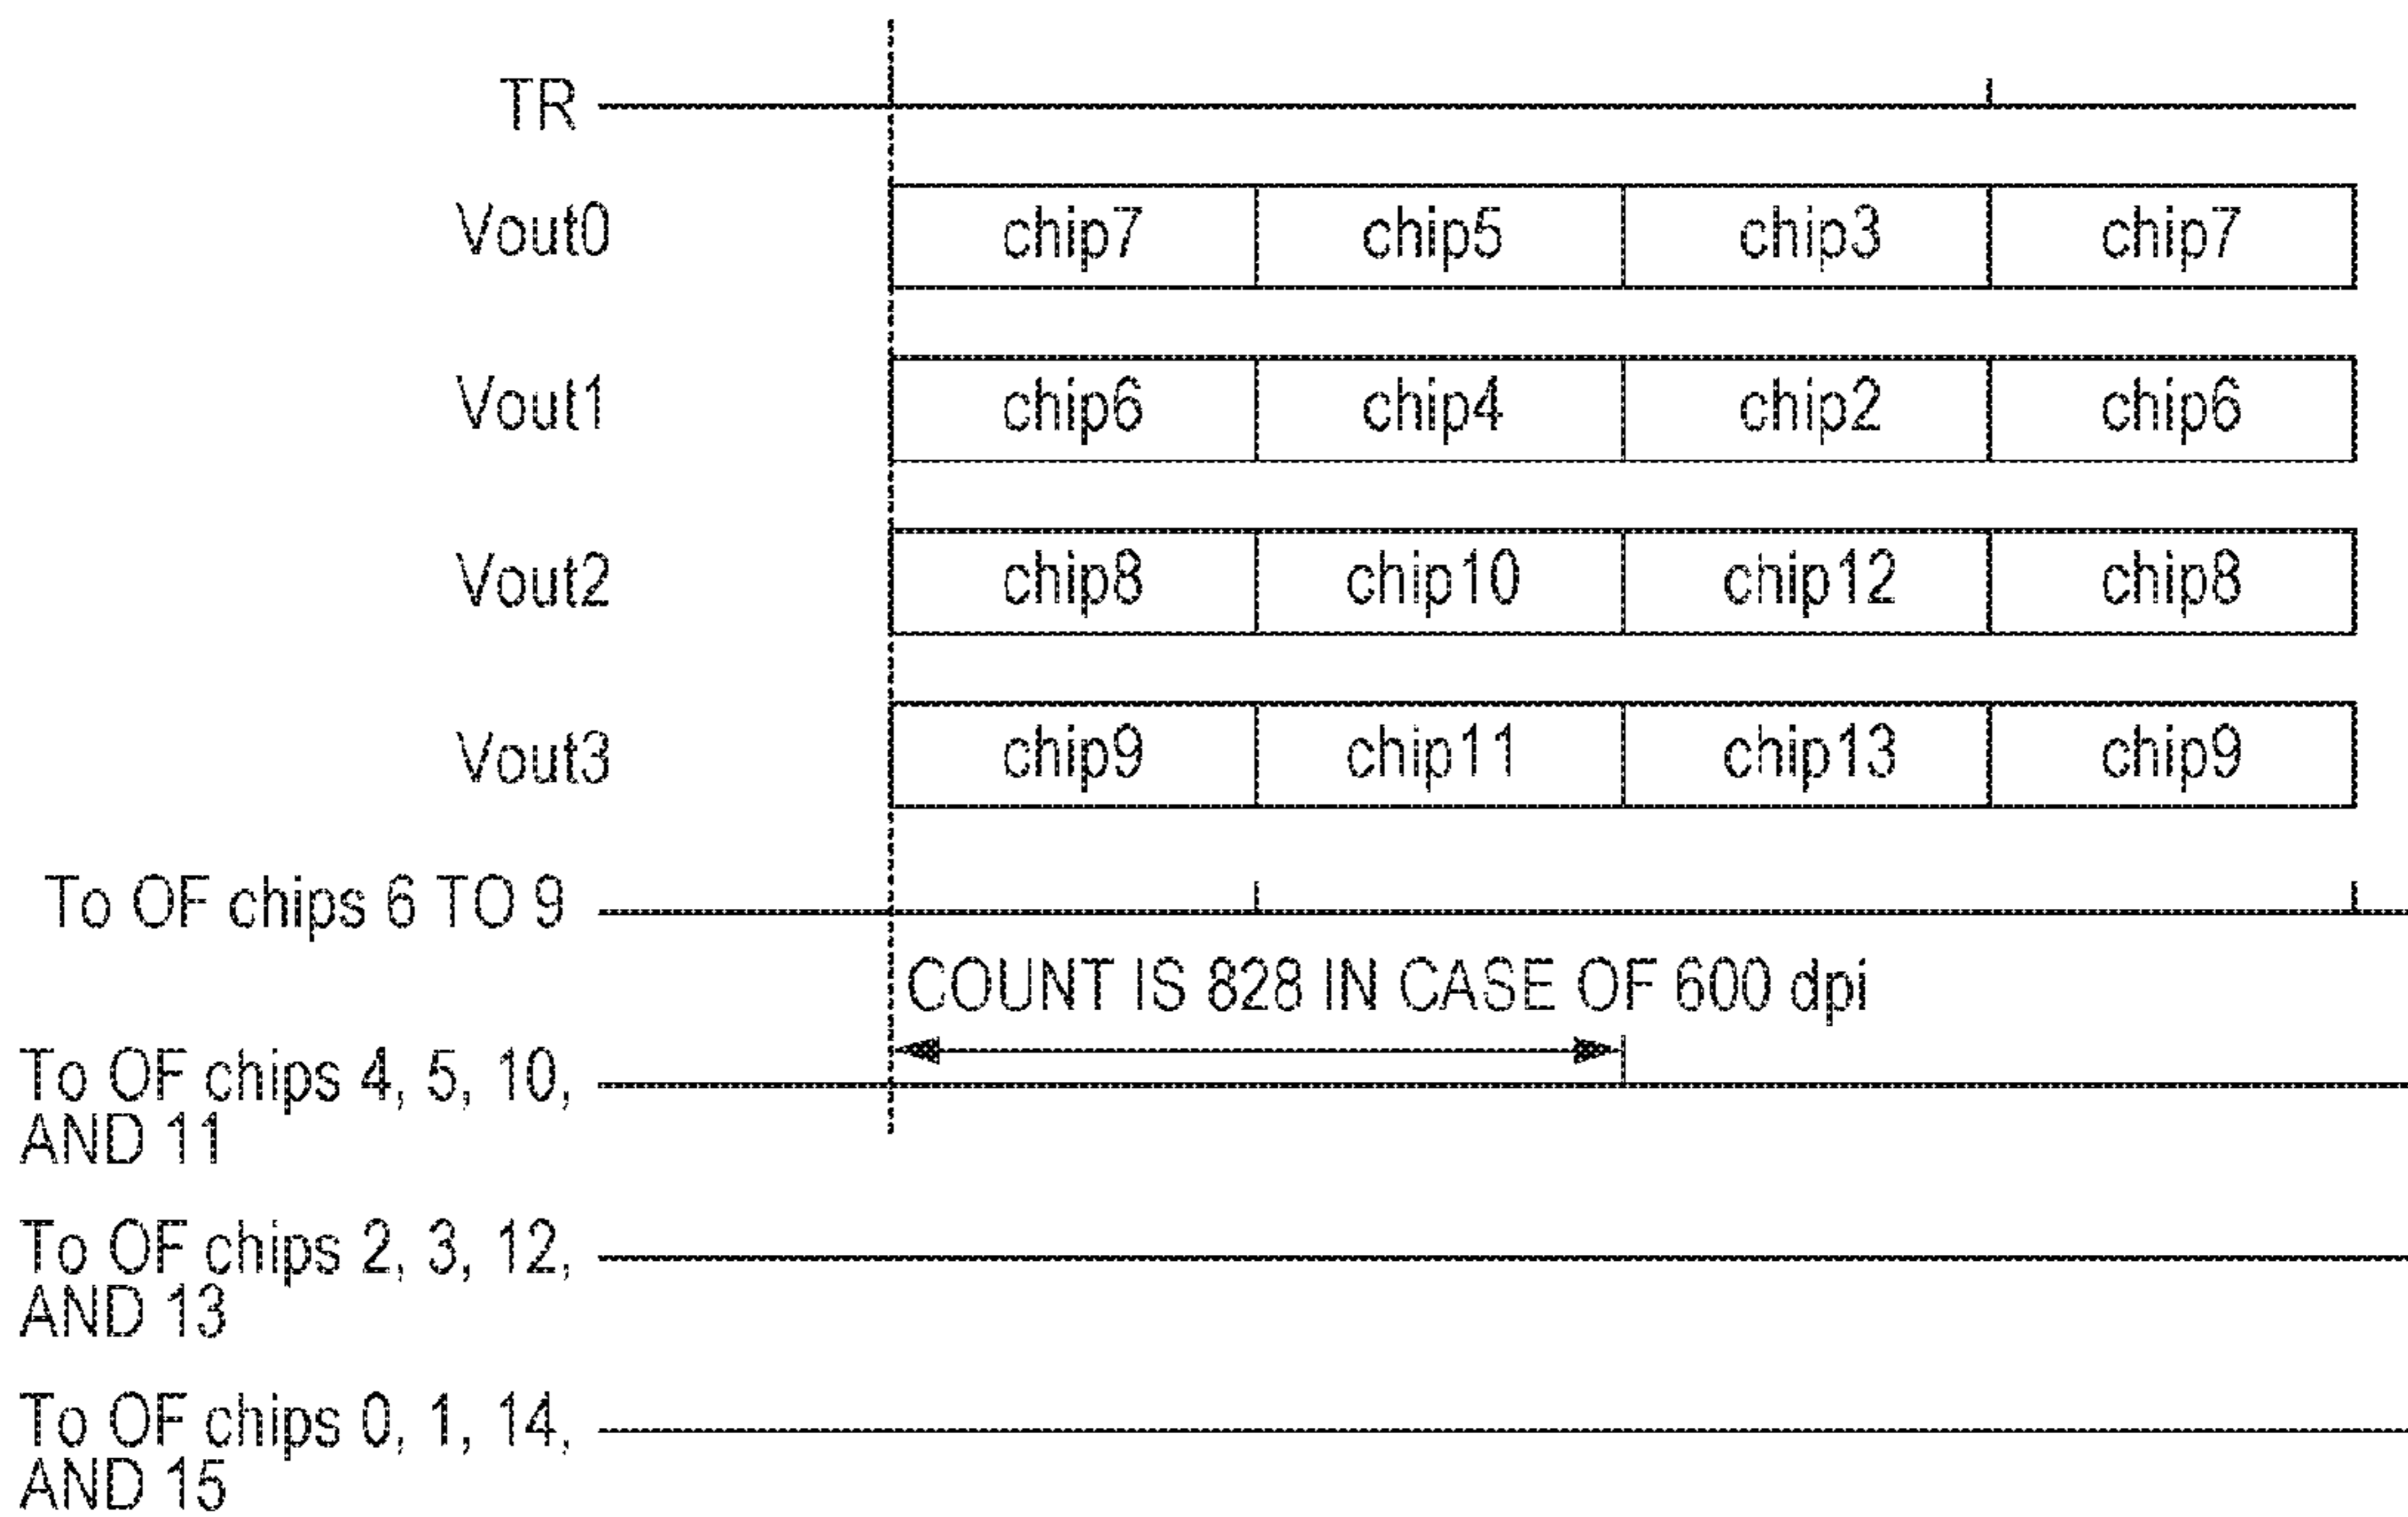 TR
Vout0 chip7 chip5 chip3 chip7
Vout1 chip6 chip4 chip2 chip6
Vout2 chip8 chip10 chip12 chip8
Vout3 chip9 chip11 chip13 chip9
To OF chips 6 TO 9
COUNT IS 828 IN CASE OF 600 dpi
To OF chips 4, 5, 10,
AND 11
To OF chips 2, 3, 12,
AND 13
To OF chips 0, 1, 14,
AND 15